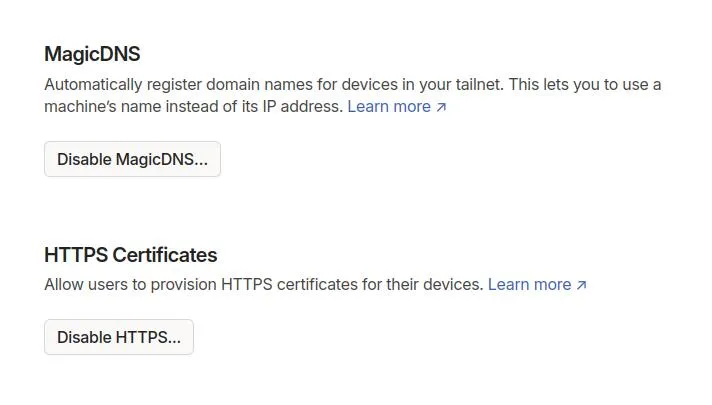 MagicDNS
Automatically register domain names for devices in your tailnet. This lets you to use a
machine's name instead of its IP address. Learn more ↗
Disable MagicDNS...
HTTPS Certificates
Allow users to provision HTTPS certificates for their devices. Learn more ↗
Disable HTTPS...